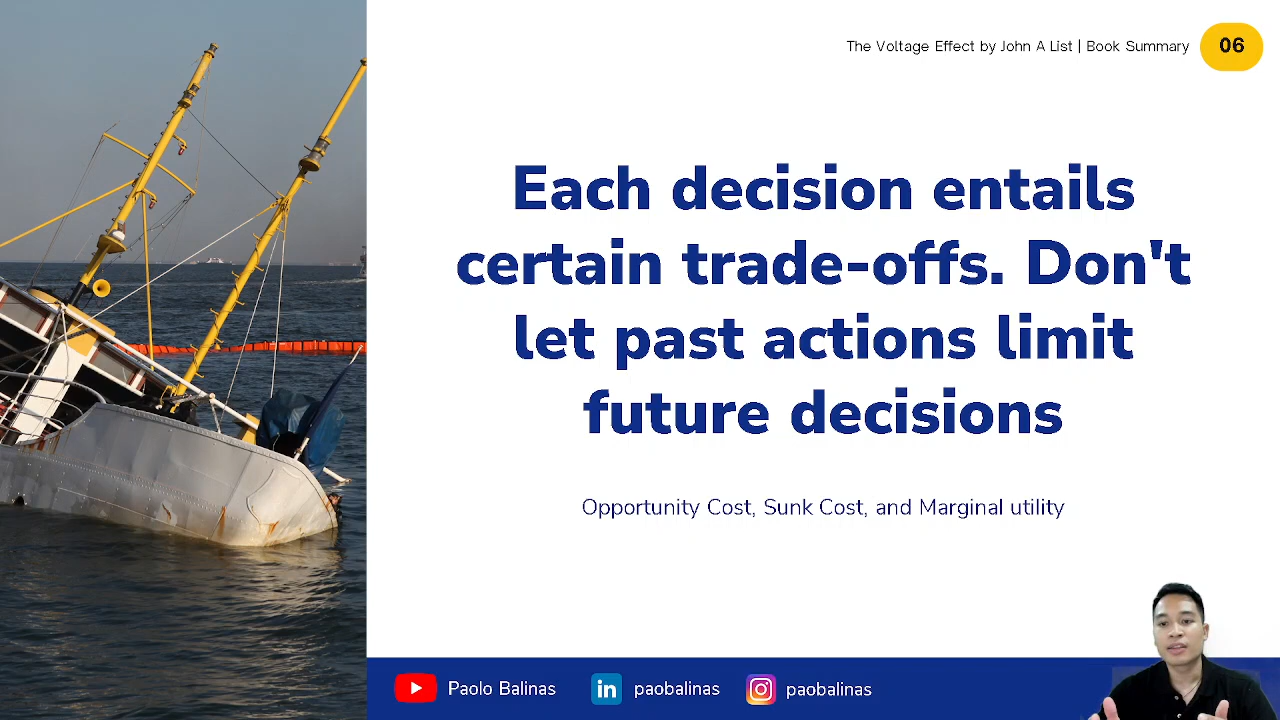 The Voltage Effect by John A List | Book Summary
06
Each decision entails
certain trade-offs. Don't
let past actions limit
future decisions
Opportunity Cost, Sunk Cost, and Marginal utility
Paolo Balinas
paobalinas
paobalinas